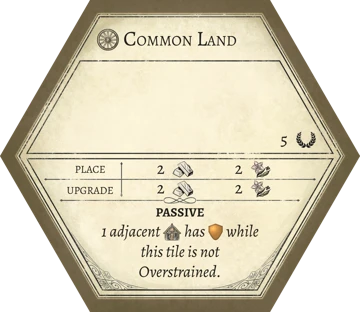 COMMON LAND
5
PLACE 2 2
UPGRADE 2 2
PASSIVE
1 adjacent has while
this tile is not
Overstrained.